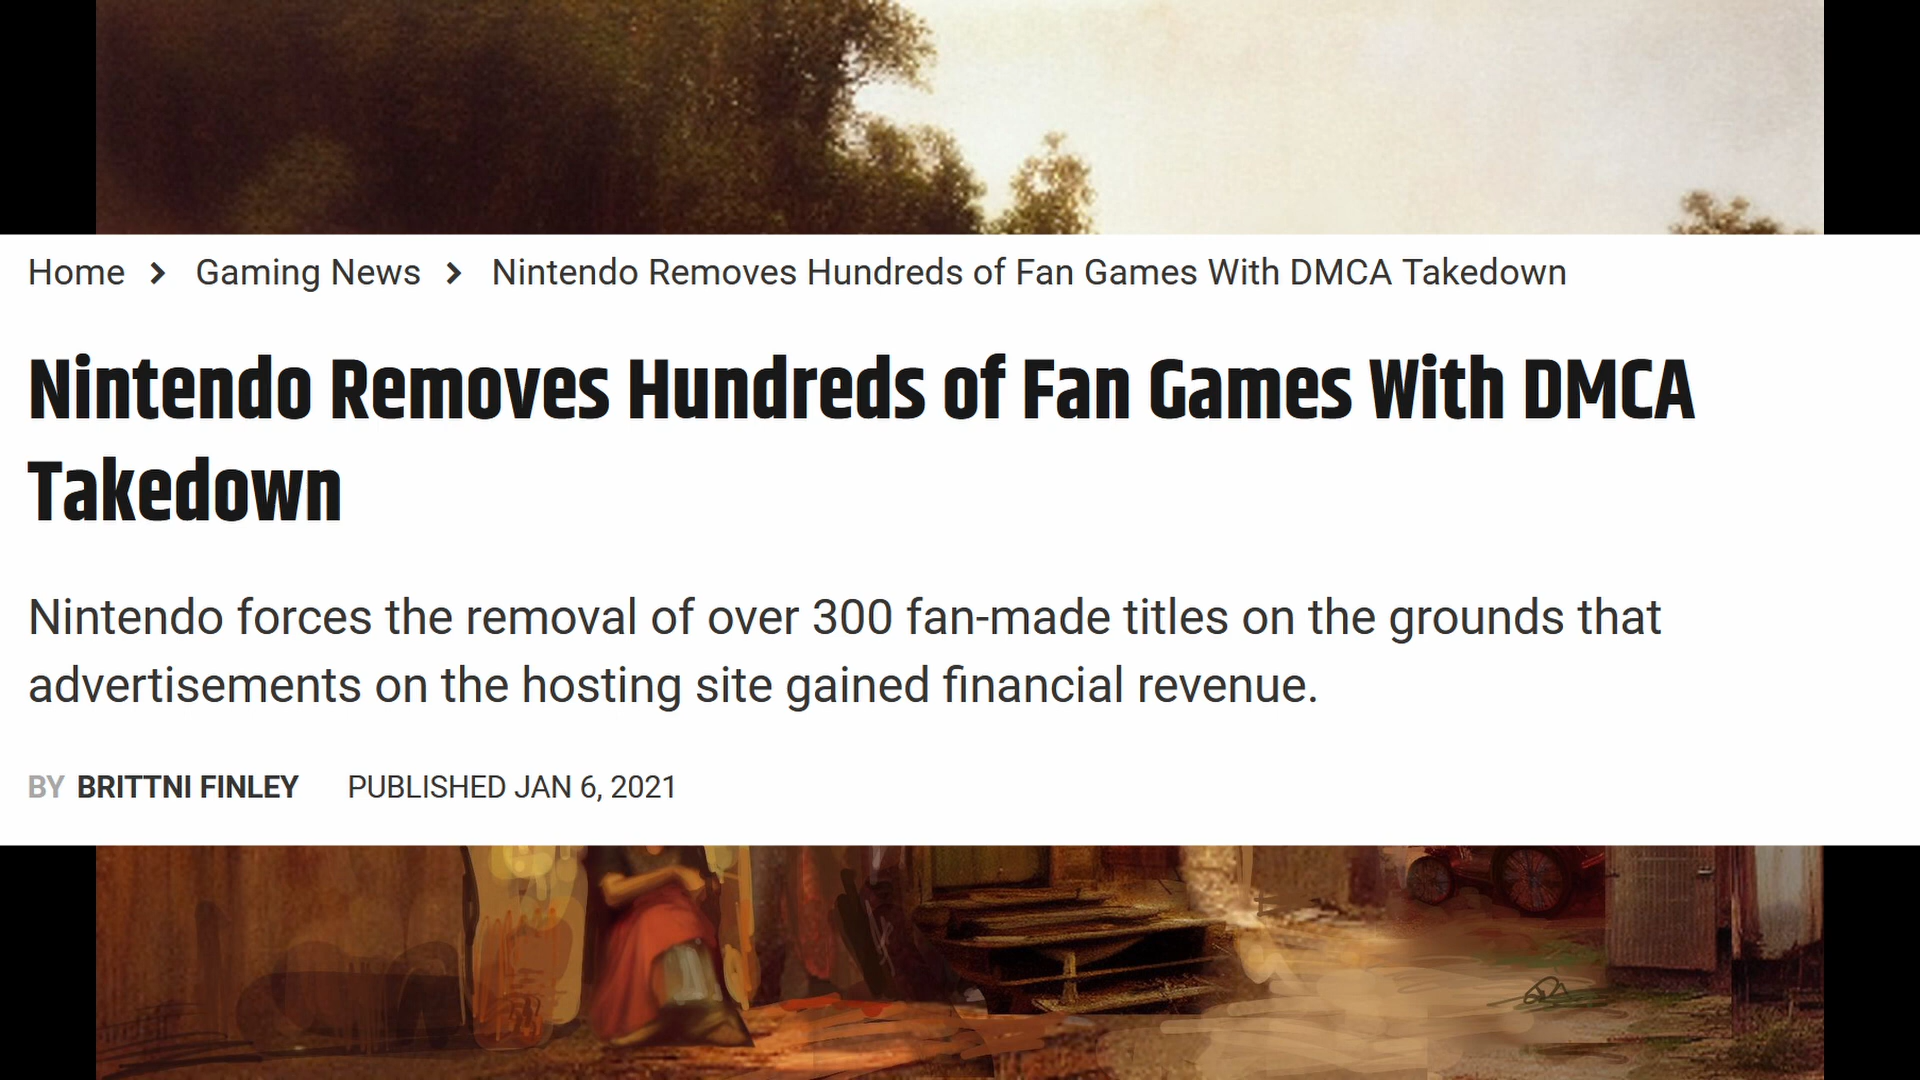 Home > Gaming News > Nintendo Removes Hundreds of Fan Games With DMCA Takedown
Nintendo Removes Hundreds of Fan Games With DMCA
Takedown
Nintendo forces the removal of over 300 fan-made titles on the grounds that
advertisements on the hosting site gained financial revenue.
BY BRITTNI FINLEY PUBLISHED JAN 6, 2021